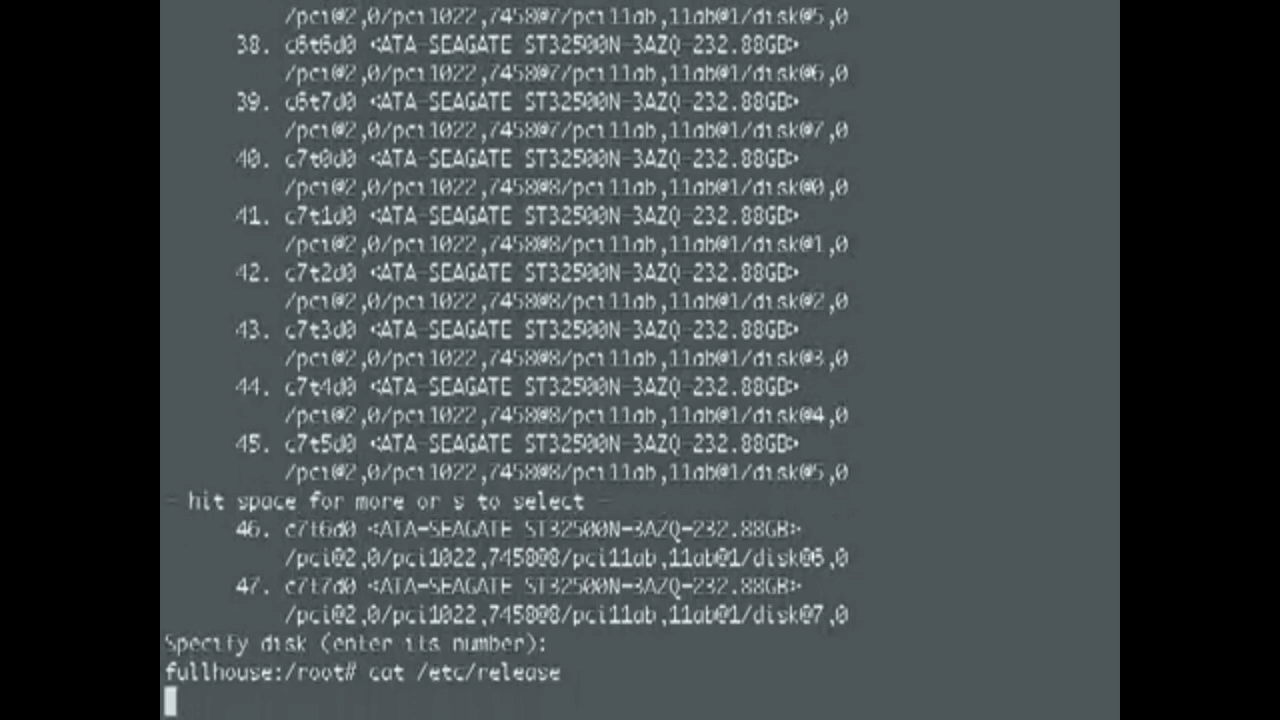 /pci@2,0/pci1022,7458@7/pci11ab,11ab@1/disk@5,0
38. c6t6d0 <ATA-SEAGATE ST32500N-3AZQ-232.88GB>
/pci@2,0/pci1022,7458@7/pci11ab,11ab@1/disk@6,0
39. c6t7d0 <ATA-SEAGATE ST32500N-3AZQ-232.88GB>
/pci@2,0/pci1022,7458@7/pci11ab,11ab@1/disk@7,0
40. c7t0d0 <ATA-SEAGATE ST32500N-3AZQ-232.88GB>
/pci@2,0/pci1022,7458@8/pci11ab,11ab@1/disk@0,0
41. c7t1d0 <ATA-SEAGATE ST32500N-3AZQ-232.88GB>
/pci@2,0/pci1022,7458@8/pci11ab,11ab@1/disk@1,0
42. c7t2d0 <ATA-SEAGATE ST32500N-3AZQ-232.88GB>
/pci@2,0/pci1022,7458@8/pci11ab,11ab@1/disk@2,0
43. c7t3d0 <ATA-SEAGATE ST32500N-3AZQ-232.88GB>
/pci@2,0/pci1022,7458@8/pci11ab,11ab@1/disk@3,0
44. c7t4d0 <ATA-SEAGATE ST32500N-3AZQ-232.88GB>
/pci@2,0/pci1022,7458@8/pci11ab,11ab@1/disk@4,0
45. c7t5d0 <ATA-SEAGATE ST32500N-3AZQ-232.88GB>
/pci@2,0/pci1022,7458@8/pci11ab,11ab@1/disk@5,0
- hit space for more or s to select -
46. c7t6d0 <ATA-SEAGATE ST32500N-3AZQ-232.88GB>
/pci@2,0/pci1022,7458@8/pci11ab,11ab@1/disk@6,0
47. c7t7d0 <ATA-SEAGATE ST32500N-3AZQ-232.88GB>
/pci@2,0/pci1022,7458@8/pci11ab,11ab@1/disk@7,0
Specify disk (enter its number):
fullhouse:/root# cat /etc/release